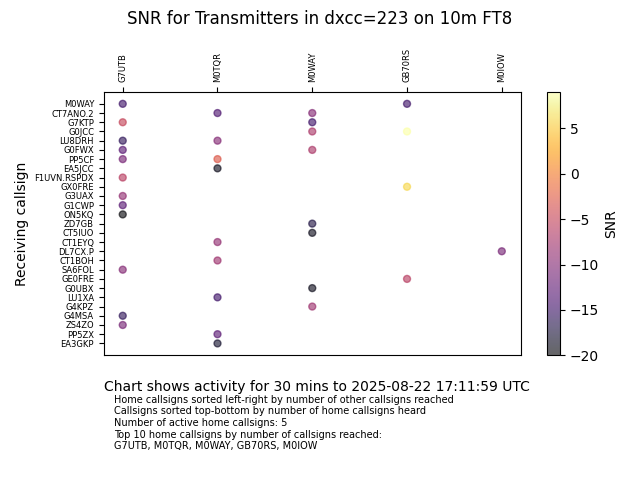 SNR for Transmitters in dxcc=223 on 10m FT8
G7UTB
M0TQR
M0WAY
GB70RS
M0IOW
Receiving callsign
M0WAY
CT7ANO.2
G7KTP
G0JCC
LU8DRH
G0FWX
PP5CF
EA5JCC
F1UVN.RSPDX
GX0FRE
G3UAX
G1CWP
ON5KQ
ZD7GB
CT5IUO
CT1EYQ
DL7CX.P
CT1BOH
SA6FOL
GE0FRE
G0UBX
LU1XA
G4KPZ
G4MSA
ZS4ZO
PP5ZX
EA3GKP
5
0
−5
−10
−15
−20
SNR
Chart shows activity for 30 mins to 2025-08-22 17:11:59 UTC
Home callsigns sorted left-right by number of other callsigns reached
Callsigns sorted top-bottom by number of home callsigns heard
Number of active home callsigns: 5
Top 10 home callsigns by number of callsigns reached:
G7UTB, M0TQR, M0WAY, GB70RS, M0IOW